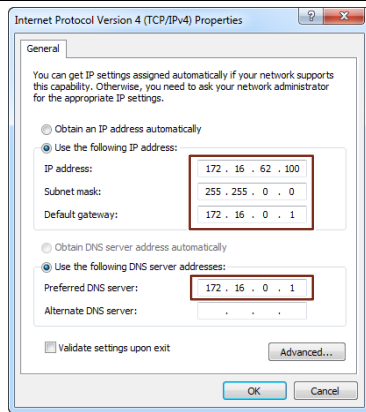 Internet Protocol Version 4 (TCP/IPv4) Properties
General
You can get IP settings assigned automatically if your network supports
this capability. Otherwise, you need to ask your network administrator
for the appropriate IP settings.
Obtain an IP address automatically
Use the following IP address:
IP address: 172 . 16 . 62 . 100
Subnet mask: 255 . 255 . 0 . 0
Default gateway: 172 . 16 . 0 . 1
Obtain DNS server address automatically
Use the following DNS server addresses:
Preferred DNS server: 172 . 16 . 0 . 1
Alternate DNS server: . . .
Validate settings upon exit
Advanced...
OK Cancel